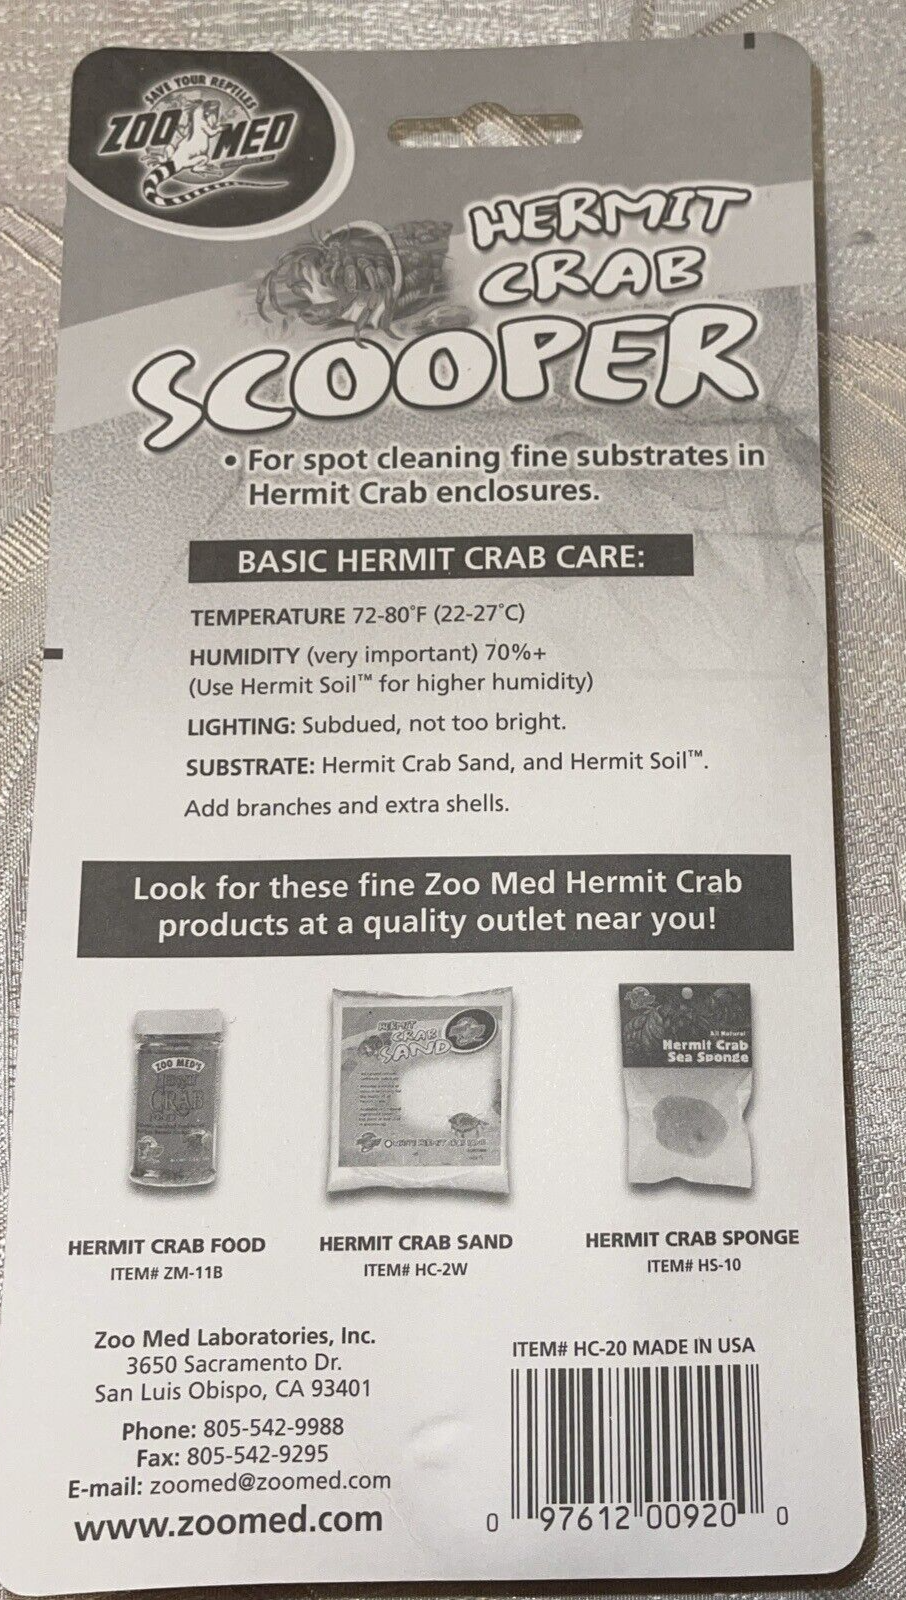 SAVE YOUR REPTILES
ZOO MED
HERMIT
CRAB
SCOOPER
• For spot cleaning fine substrates in
Hermit Crab enclosures.
BASIC HERMIT CRAB CARE:
TEMPERATURE 72-80°F (22-27°C)
HUMIDITY (very important) 70%+
(Use Hermit Soil™ for higher humidity)
LIGHTING: Subdued, not too bright.
SUBSTRATE: Hermit Crab Sand, and Hermit Soil™.
Add branches and extra shells.
Look for these fine Zoo Med Hermit Crab
products at a quality outlet near you!
ZOO MED'S
HERMIT
CRAB
HERMIT
CRAB
SAND
All Natural
Hermit Crab
Sea Sponge
HERMIT CRAB FOOD
ITEM# ZM-11B
HERMIT CRAB SAND
ITEM# HC-2W
HERMIT CRAB SPONGE
ITEM# HS-10
Zoo Med Laboratories, Inc.
3650 Sacramento Dr.
San Luis Obispo, CA 93401
Phone: 805-542-9988
Fax: 805-542-9295
E-mail: zoomed@zoomed.com
www.zoomed.com
ITEM# HC-20 MADE IN USA
0 97612 00920 0